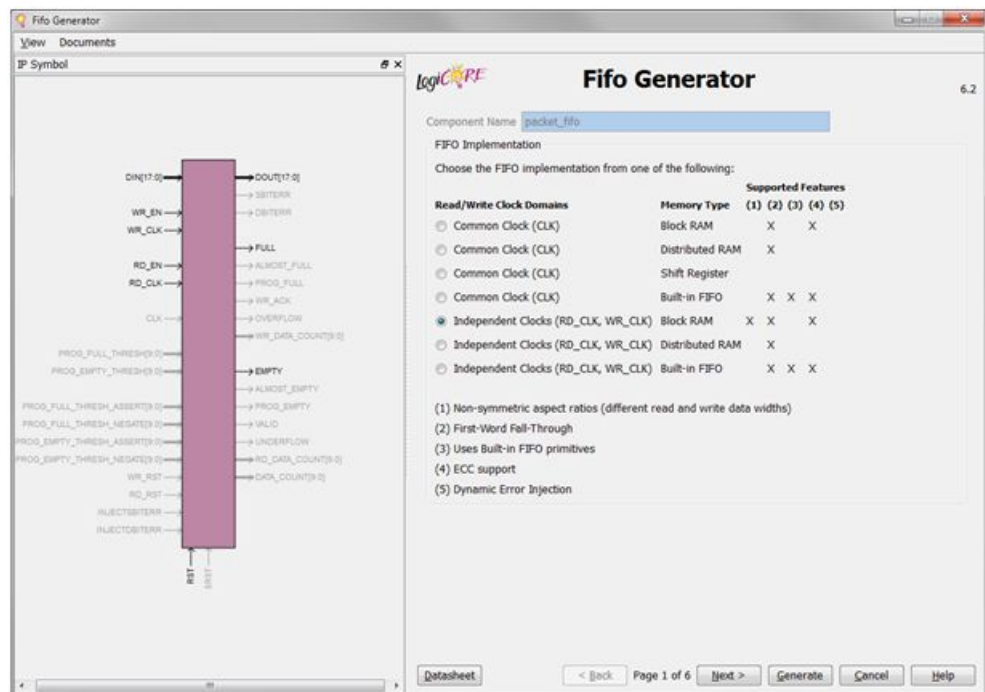 Fifo Generator
View Documents
IP Symbol
DIN[17:0]
WR_EN
WR_CLK
RD_EN
RD_CLK
CLK
PROG_FULL_THRESH[9:0]
PROG_EMPTY_THRESH[9:0]
PROG_FULL_THRESH_ASSERT[9:0]
PROG_FULL_THRESH_NEGATE[9:0]
PROG_EMPTY_THRESH_ASSERT[9:0]
PROG_EMPTY_THRESH_NEGATE[9:0]
WR_RST
RD_RST
INJECTSBITERR
INJECTDBITERR
DOUT[17:0]
SBITERR
DBITERR
FULL
ALMOST_FULL
PROG_FULL
WR_ACK
OVERFLOW
WR_DATA_COUNT[9:0]
EMPTY
ALMOST_EMPTY
PROG_EMPTY
VALID
UNDERFLOW
RD_DATA_COUNT[9:0]
DATA_COUNT[9:0]
RST
SRST
LogiCORE
Fifo Generator
6.2
Component Name packet_fifo
FIFO Implementation
Choose the FIFO implementation from one of the following:
Supported Features
Read/Write Clock Domains Memory Type (1) (2) (3) (4) (5)
Common Clock (CLK) Block RAM X X
Common Clock (CLK) Distributed RAM X
Common Clock (CLK) Shift Register
Common Clock (CLK) Built-in FIFO X X X
Independent Clocks (RD_CLK, WR_CLK) Block RAM X X X
Independent Clocks (RD_CLK, WR_CLK) Distributed RAM X
Independent Clocks (RD_CLK, WR_CLK) Built-in FIFO X X X
(1) Non-symmetric aspect ratios (different read and write data widths)
(2) First-Word Fall-Through
(3) Uses Built-in FIFO primitives
(4) ECC support
(5) Dynamic Error Injection
Datasheet < Back Page 1 of 6 Next > Generate Cancel Help